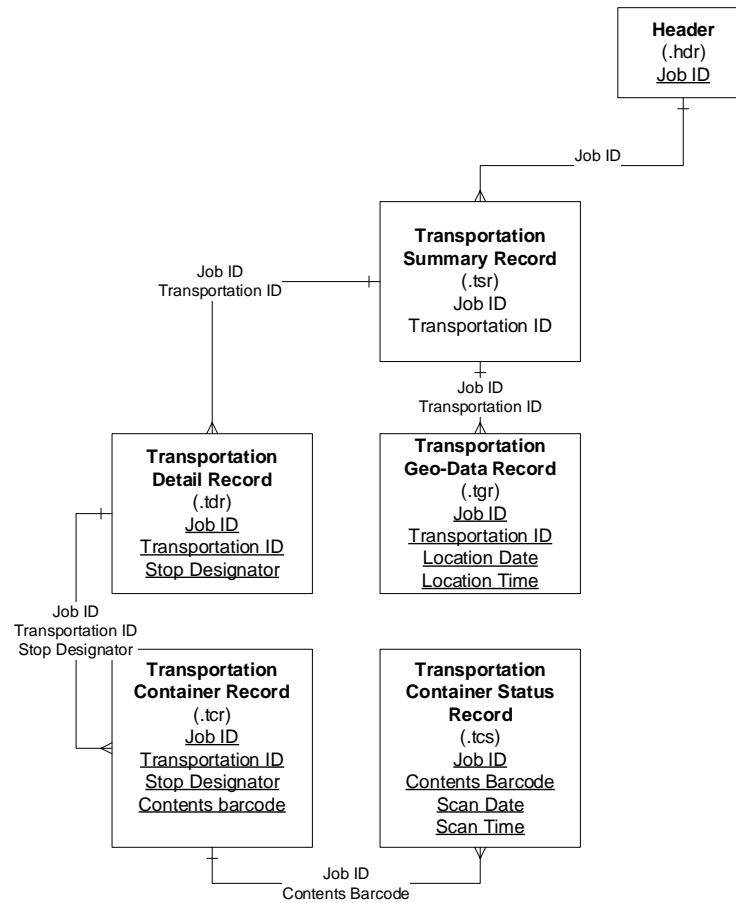 Header
(.hdr)
Job ID
Job ID
Transportation
Summary Record
(.tsr)
Job ID
Transportation ID
Job ID
Transportation ID
Job ID
Transportation ID
Transportation
Detail Record
(.tdr)
Job ID
Transportation ID
Stop Designator
Transportation
Geo-Data Record
(.tgr)
Job ID
Transportation ID
Location Date
Location Time
Job ID
Transportation ID
Stop Designator
Transportation
Container Record
(.tcr)
Job ID
Transportation ID
Stop Designator
Contents barcode
Transportation
Container Status
Record
(.tcs)
Job ID
Contents Barcode
Scan Date
Scan Time
Job ID
Contents Barcode